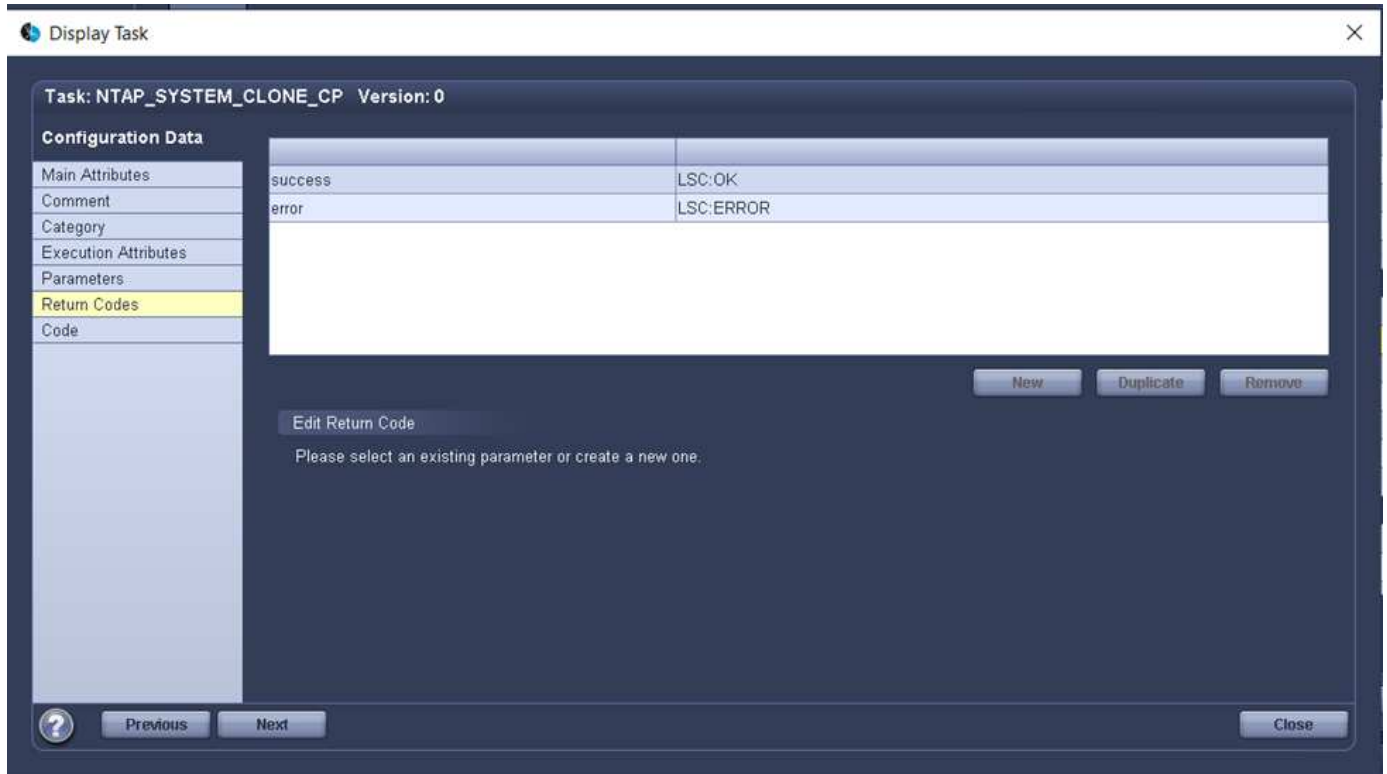 Display Task
Task: NTAP_SYSTEM_CLONE_CP Version: 0
Configuration Data
Main Attributes
Comment
Category
Execution Attributes
Parameters
Return Codes
Code
success LSC:OK
error LSC:ERROR
New Duplicate Remove
Edit Return Code
Please select an existing parameter or create a new one.
? Previous Next Close